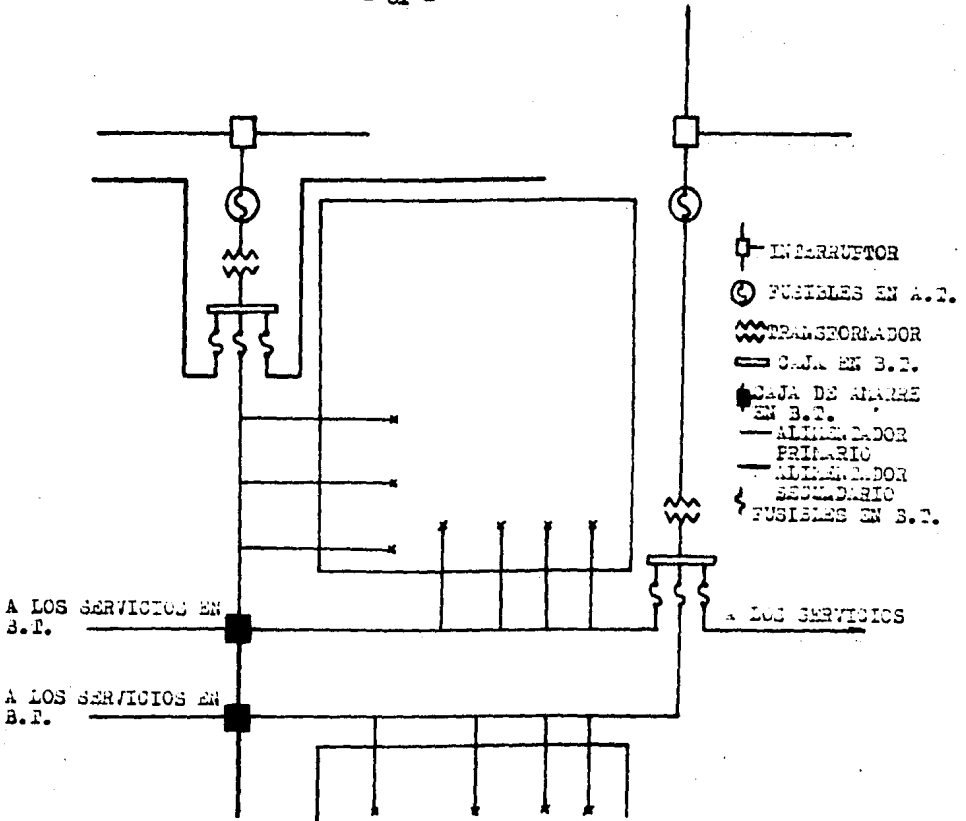 A LOS SERVICIOS EN
B.T.
A LOS SERVICIOS EN
B.T.
A LOS SERVICIOS
INTERRUPTOR
FUSIBLES EN A.T.
TRANSFORMADOR
CAJA EN B.T.
CAJA DE AMARRE
EN B.T.
ALIMENTADOR
PRIMARIO
ALIMENTADOR
SECUNDARIO
FUSIBLES EN B.T.